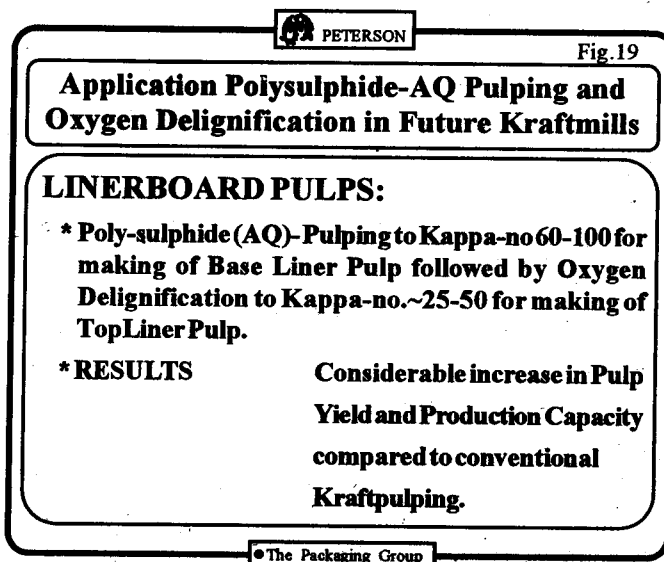 PETERSON
Fig.19
Application Polysulphide-AQ Pulping and
Oxygen Delignification in Future Kraftmills
LINERBOARD PULPS:
* Poly-sulphide (AQ)- Pulping to Kappa-no 60-100 for
making of Base Liner Pulp followed by Oxygen
Delignification to Kappa-no.~25-50 for making of
TopLiner Pulp.
* RESULTS Considerable increase in Pulp
Yield and Production Capacity
compared to conventional
Kraftpulping.
●The Packaging Group